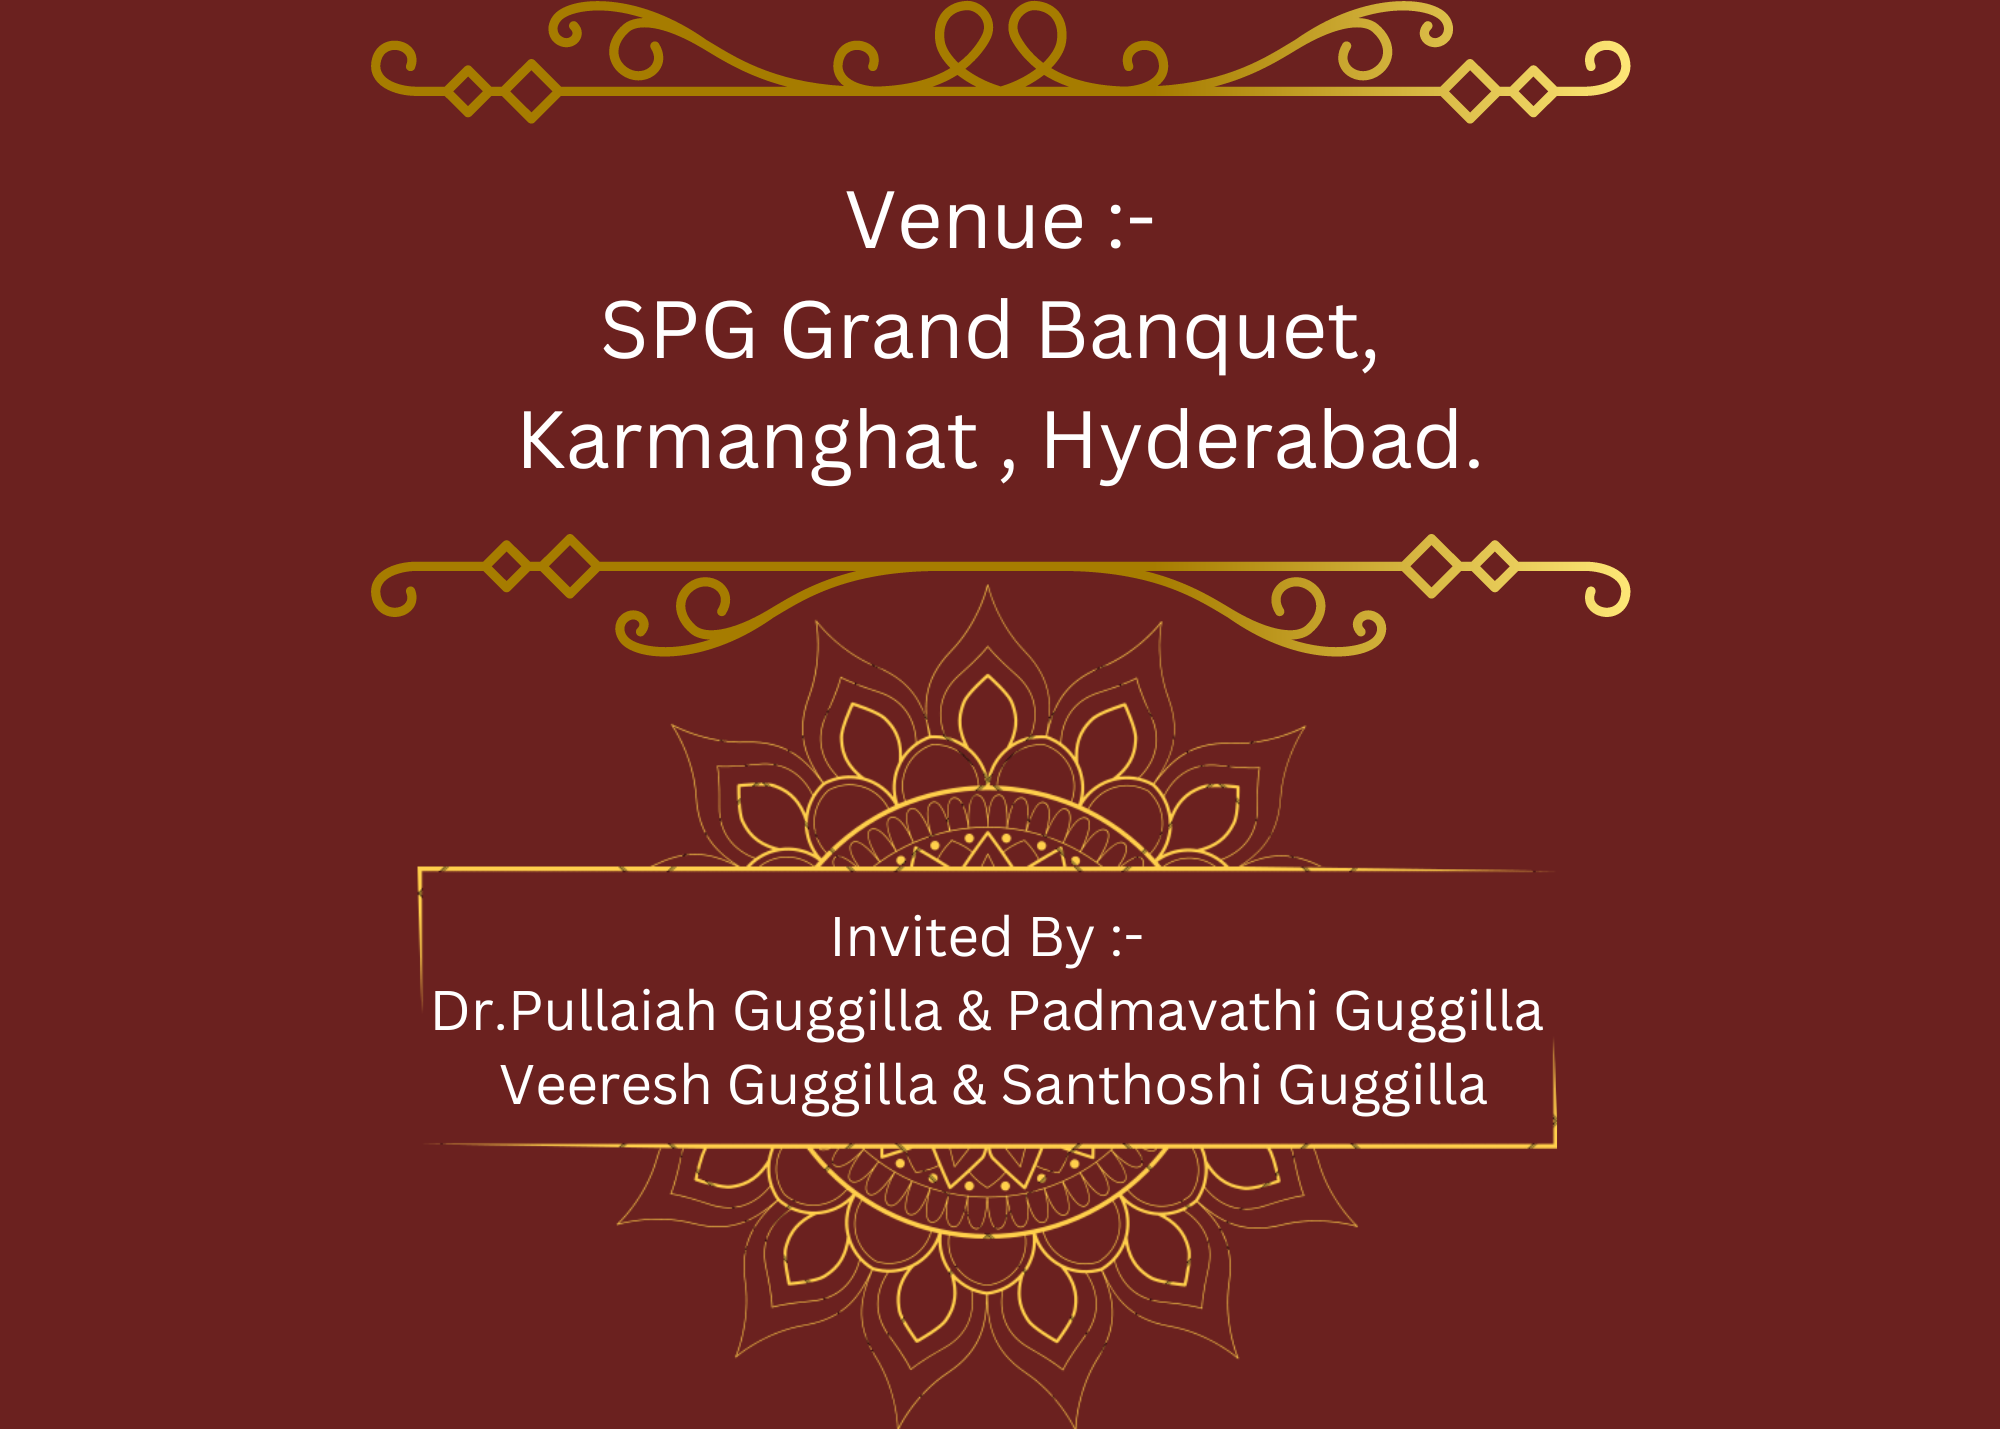 Venue :-
SPG Grand Banquet,
Karmanghat , Hyderabad.
Invited By :-
Dr.Pullaiah Guggilla & Padmavathi Guggilla
Veeresh Guggilla & Santhoshi Guggilla